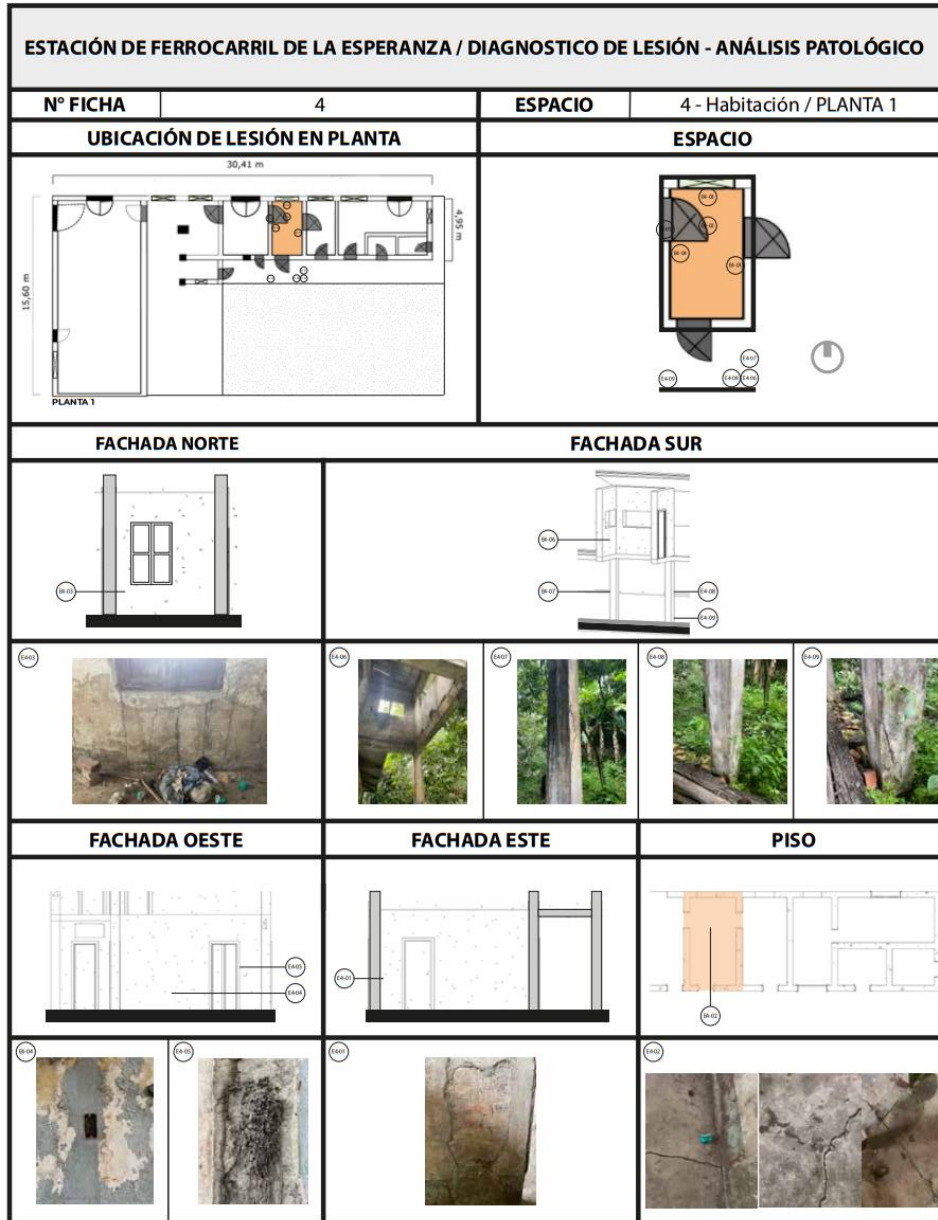 ESTACIÓN DE FERROCARRIL DE LA ESPERANZA / DIAGNOSTICO DE LESIÓN - ANÁLISIS PATOLÓGICO
N° FICHA
4
ESPACIO
4 - Habitación / PLANTA 1
UBICACIÓN DE LESIÓN EN PLANTA
ESPACIO
30,41 m
4,95 m
15,60 m
PLANTA 1
E4-07
E4-09
E4-08
E4-06
FACHADA NORTE
FACHADA SUR
E4-03
E4-06
E4-07
E4-08
E4-09
E4-03
E4-06
E4-07
E4-08
E4-09
FACHADA OESTE
FACHADA ESTE
PISO
E4-05
E4-04
E4-01
E4-02
E4-04
E4-05
E4-01
E4-02